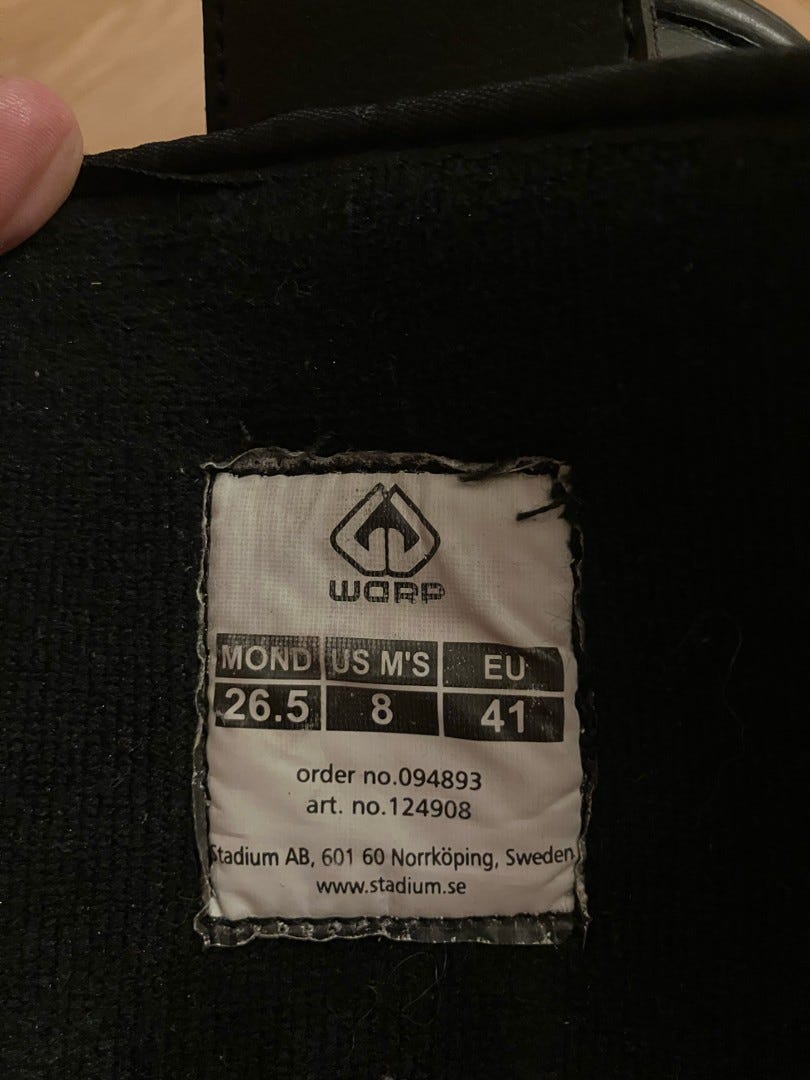 WARP
MOND US M'S EU
26.5 8 41
order no.094893
art. no.124908
Stadium AB, 601 60 Norrköping, Sweden
www.stadium.se